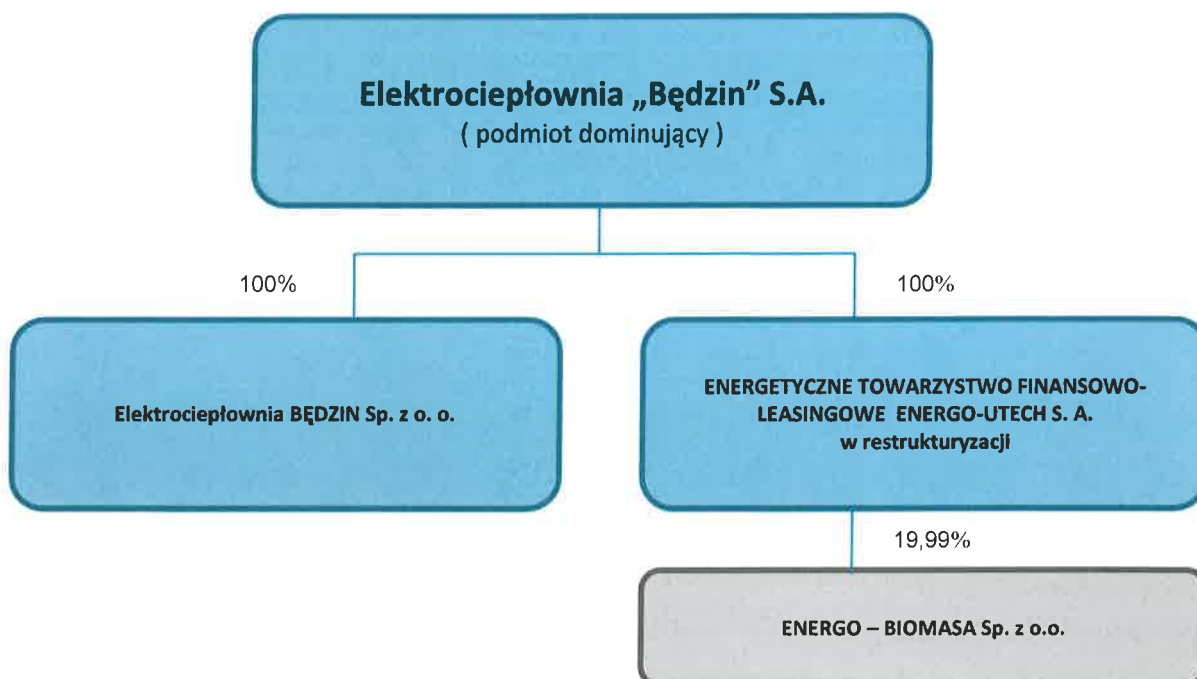 Elektrociepłownia „Będzin” S.A.
( podmiot dominujący )
100%
100%
Elektrociepłownia BĘDZIN Sp. z o. o.
ENERGETYCZNE TOWARZYSTWO FINANSOWO-
LEASINGOWE ENERGO-UTECH S. A.
w restrukturyzacji
19,99%
ENERGO – BIOMASA Sp. z o.o.